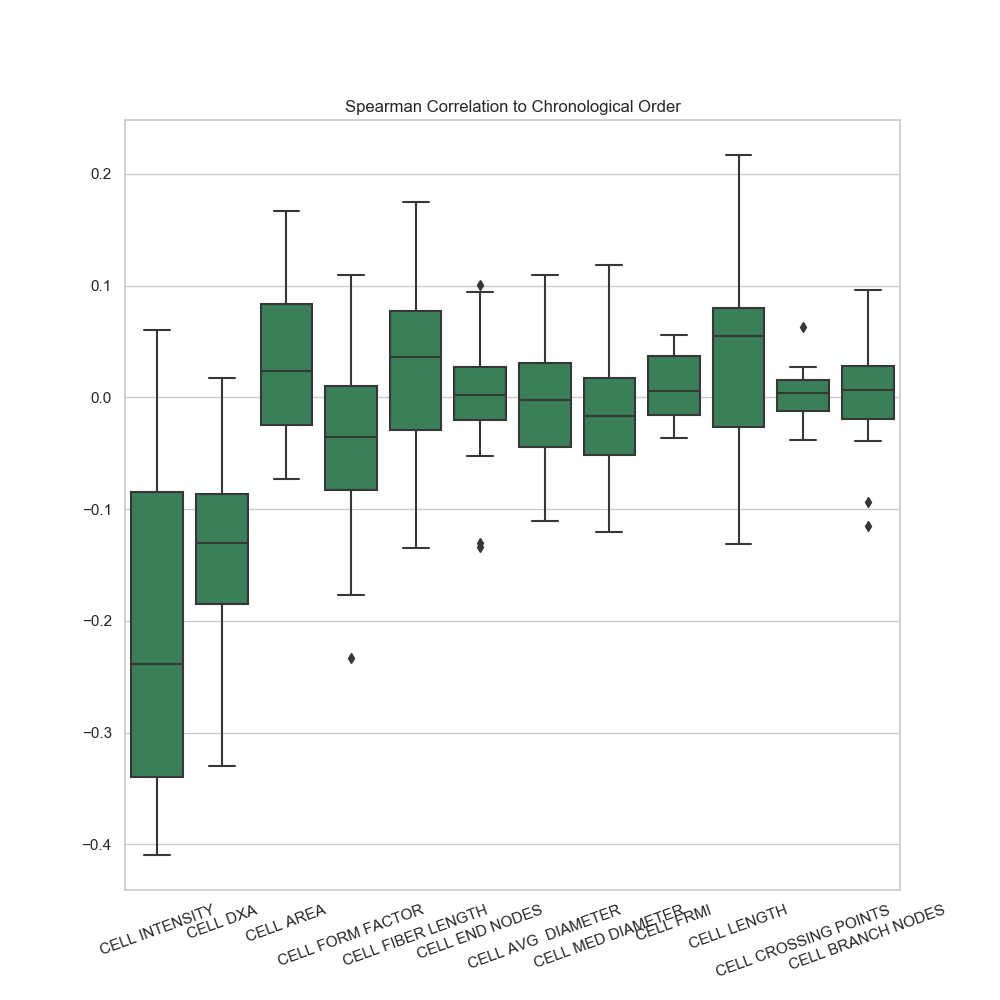 Spearman Correlation to Chronological Order
0.2
0.1
0.0
−0.1
−0.2
−0.3
−0.4
CELL INTENSITY
CELL DXA
CELL AREA
CELL FORM FACTOR
CELL FIBER LENGTH
CELL END NODES
CELL AVG  DIAMETER
CELL MED DIAMETER
CELL FRMI
CELL LENGTH
CELL CROSSING POINTS
CELL BRANCH NODES